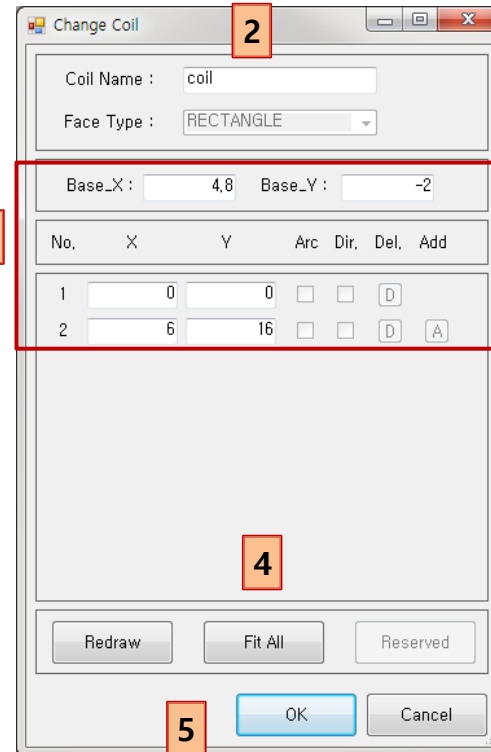 Change Coil
2
Coil Name : coil
Face Type : RECTANGLE
Base_X : 4,8 Base_Y : -2
No, X Y Arc Dir, Del, Add
1 0 0 D
2 6 16 D A
4
Redraw Fit All Reserved
5 OK Cancel